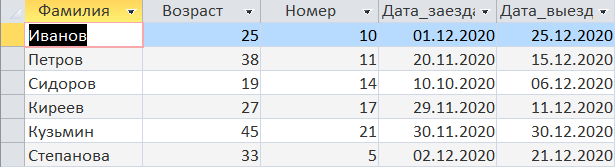 Фамилия Возраст Номер Дата_заезда Дата_выезд
Иванов 25 10 01.12.2020 25.12.2020
Петров 38 11 20.11.2020 15.12.2020
Сидоров 19 14 10.10.2020 06.12.2020
Киреев 27 17 29.11.2020 11.12.2020
Кузьмин 45 21 30.11.2020 30.12.2020
Степанова 33 5 02.12.2020 21.12.2020